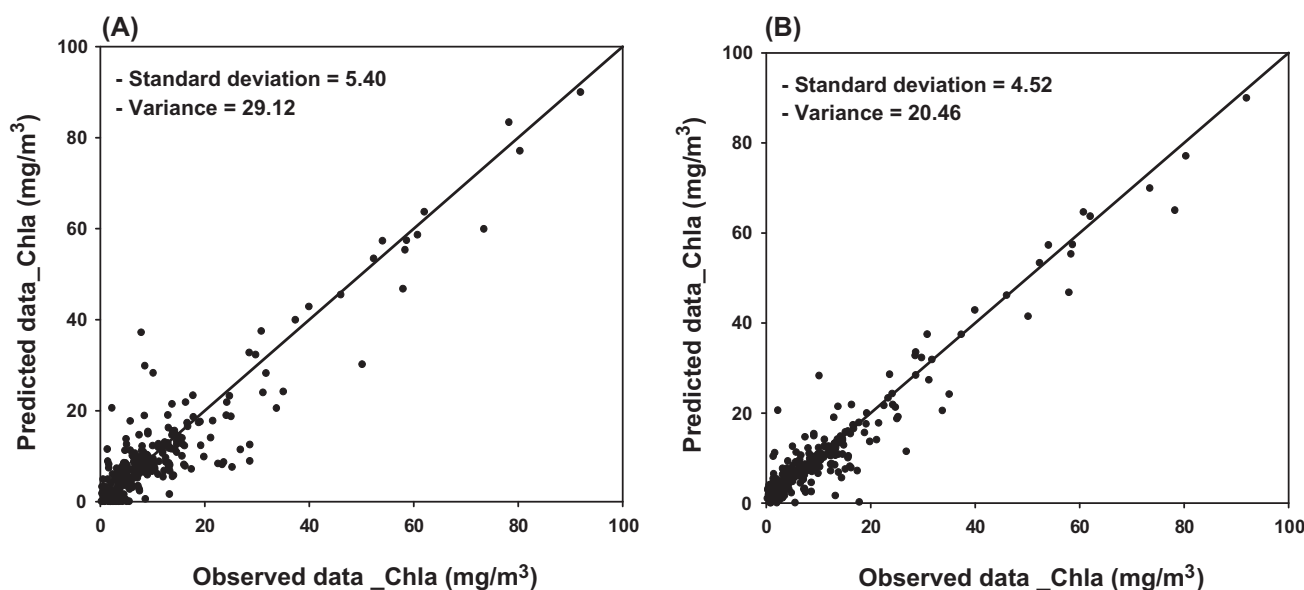 (A)
- Standard deviation = 5.40
- Variance = 29.12
Predicted data_Chla (mg/m³)
100
80
60
40
20
0
0 20 40 60 80 100
Observed data _Chla (mg/m³)
(B)
- Standard deviation = 4.52
- Variance = 20.46
Predicted data_Chla (mg/m³)
100
80
60
40
20
0
0 20 40 60 80 100
Observed data _Chla (mg/m³)